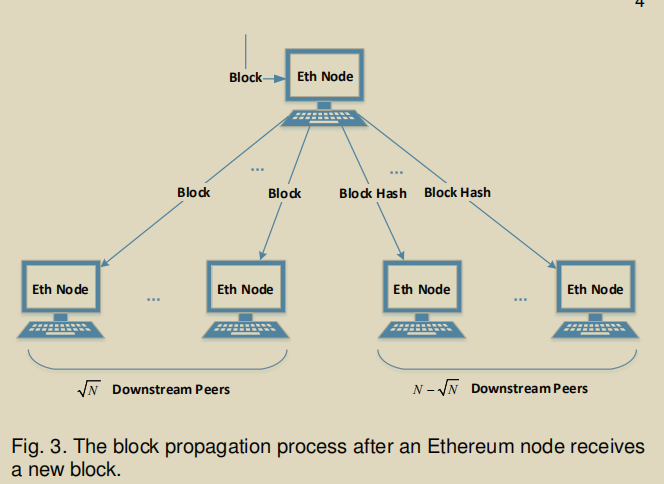 4
Block
Eth Node
...
...
Block
Block
Block Hash
Block Hash
Eth Node
...
Eth Node
Eth Node
...
Eth Node
√N Downstream Peers
N − √N Downstream Peers
Fig. 3. The block propagation process after an Ethereum node receives
a new block.